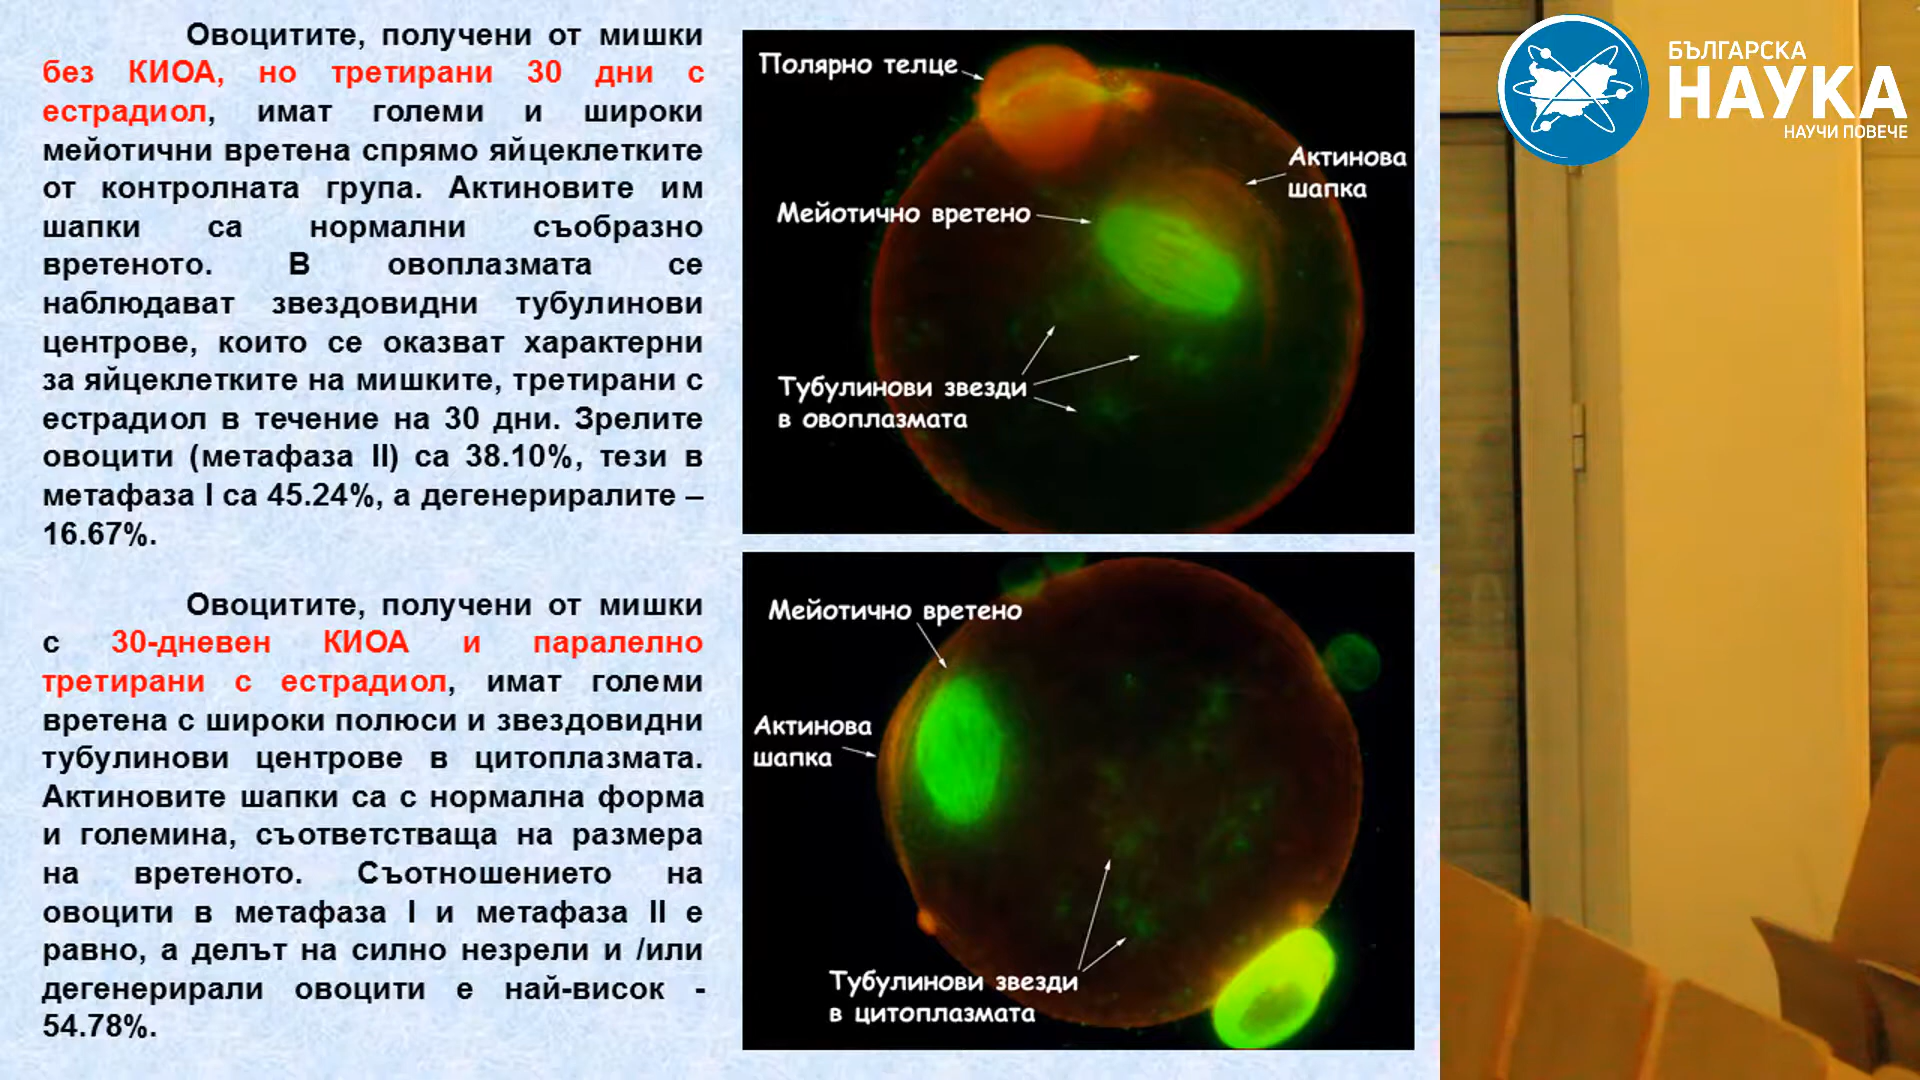 Овоцитите, получени от мишки
без КИОА, но третирани 30 дни с
естрадиол, имат големи и широки
мейотични вретена спрямо яйцеклетките
от контролната група. Актиновите им
шапки са нормални съобразно
вретеното. В овоплазмата се
наблюдават звездовидни тубулинови
центрове, които се оказват характерни
за яйцеклетките на мишките, третирани с
естрадиол в течение на 30 дни. Зрелите
овоцити (метафаза II) са 38.10%, тези в
метафаза I са 45.24%, а дегенериралите –
16.67%.
Овоцитите, получени от мишки
с 30-дневен КИОА и паралелно
третирани с естрадиол, имат големи
вретена с широки полюси и звездовидни
тубулинови центрове в цитоплазмата.
Актиновите шапки са с нормална форма
и големина, съответстваща на размера
на вретеното. Съотношението на
овоцити в метафаза I и метафаза II е
равно, а делът на силно незрели и /или
дегенерирали овоцити е най-висок -
54.78%.
Полярно телце
Актинова
шапка
Мейотично вретено
Тубулинови звезди
в овоплазмата
Мейотично вретено
Актинова
шапка
Тубулинови звезди
в цитоплазмата
БЪЛГАРСКА
НАУКА
НАУЧИ ПОВЕЧЕ